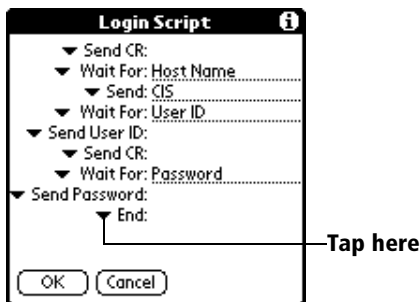 Login Script i
Send CR:
Wait For: Host Name
Send: CIS
Wait For: User ID
Send User ID:
Send CR:
Wait For: Password
Send Password:
End:
Tap here
OK Cancel